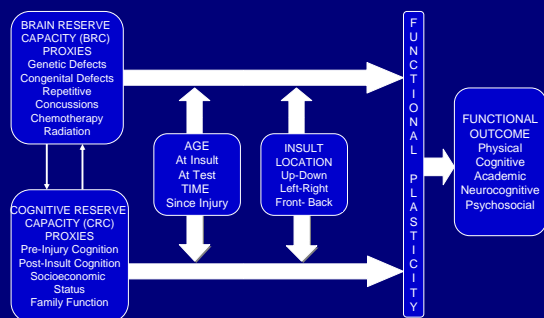 BRAIN RESERVE
CAPACITY (BRC)
PROXIES
Genetic Defects
Congenital Defects
Repetitive
Concussions
Chemotherapy
Radiation
COGNITIVE RESERVE
CAPACITY (CRC)
PROXIES
Pre-Injury Cognition
Post-Insult Cognition
Socioeconomic
Status
Family Function
AGE
At Insult
At Test
TIME
Since Injury
INSULT
LOCATION
Up-Down
Left-Right
Front- Back
FUNCTIONAL PLASTICITY
FUNCTIONAL
OUTCOME
Physical
Cognitive
Academic
Neurocognitive
Psychosocial